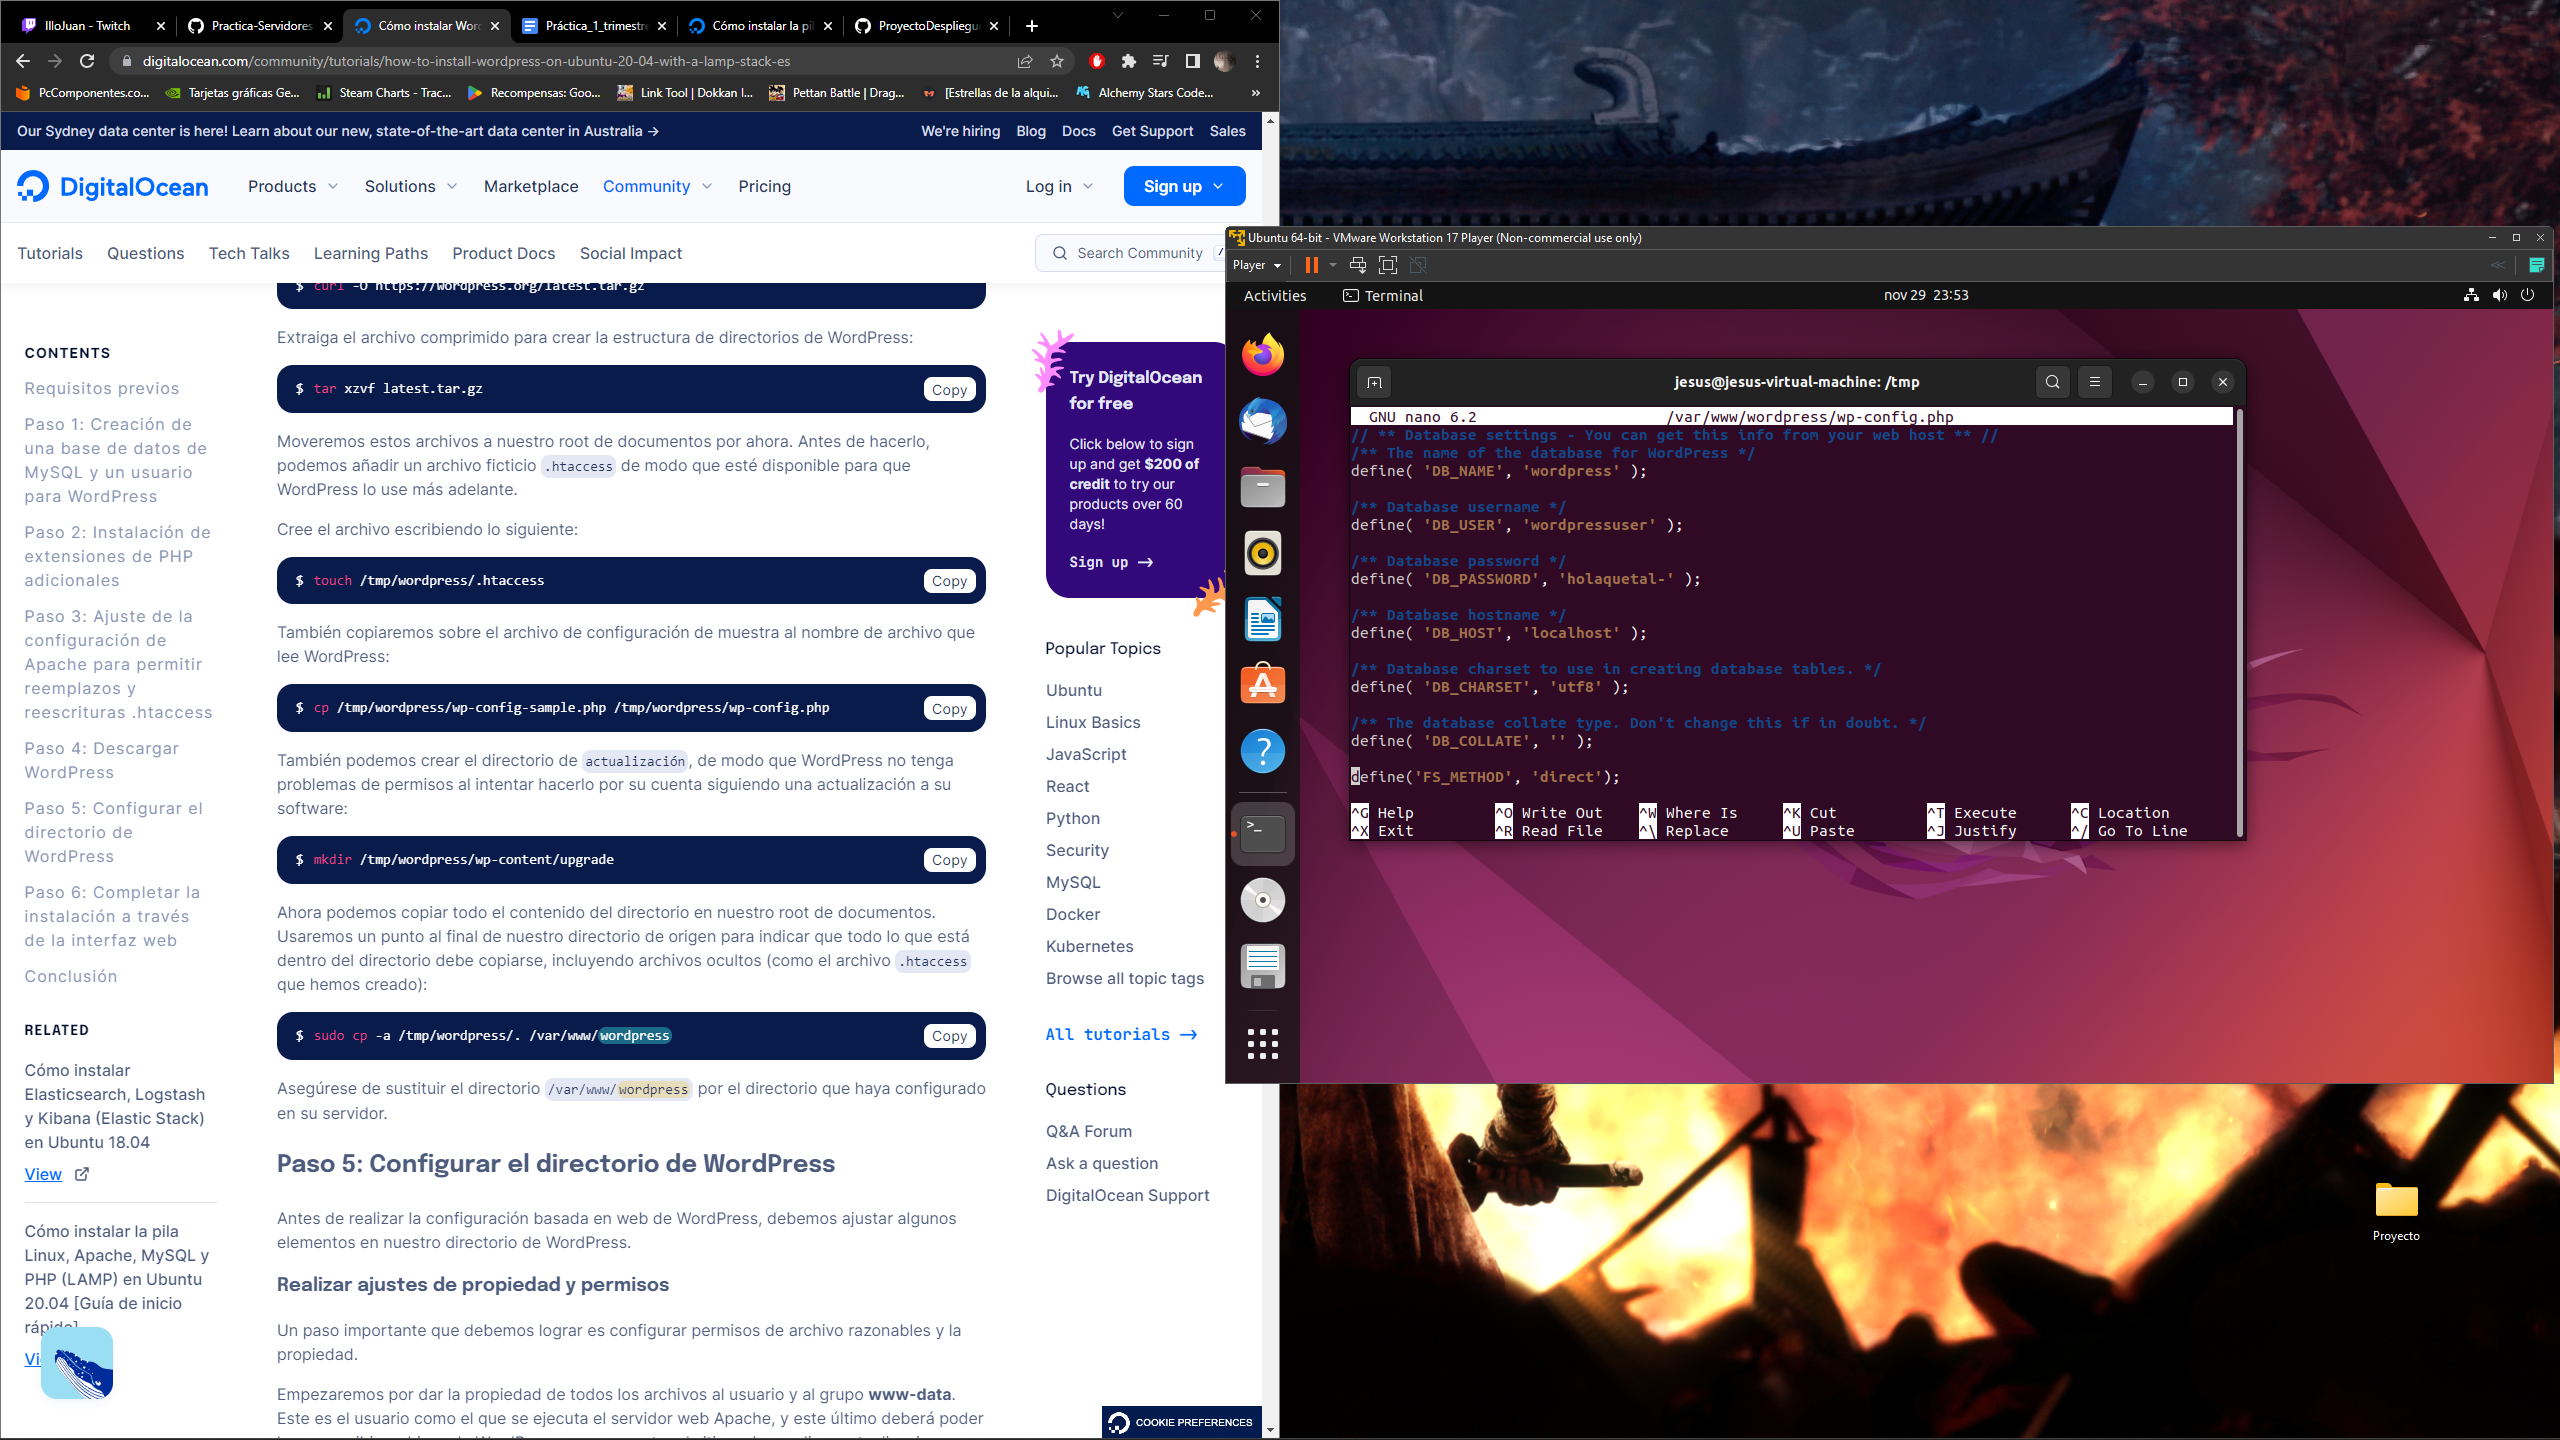 IlloJuan - Twitch
Practica-Servidores
Cómo instalar Word
Práctica_1_trimestre
Cómo instalar la pil
ProyectoDespliegue
digitalocean.com/community/tutorials/how-to-install-wordpress-on-ubuntu-20-04-with-a-lamp-stack-es
PcComponentes.co...
Tarjetas gráficas Ge...
Steam Charts - Trac...
Recompensas: Goo...
Link Tool | Dokkan I...
Pettan Battle | Drag...
[Estrellas de la alqui...
Alchemy Stars Code...
»
Our Sydney data center is here! Learn about our new, state-of-the-art data center in Australia →
We're hiring Blog Docs Get Support Sales
DigitalOcean
Products Solutions Marketplace Community Pricing
Log in
Sign up
Tutorials Questions Tech Talks Learning Paths Product Docs Social Impact
Search Community /
CONTENTS
Requisitos previos
Paso 1: Creación de
una base de datos de
MySQL y un usuario
para WordPress
Paso 2: Instalación de
extensiones de PHP
adicionales
Paso 3: Ajuste de la
configuración de
Apache para permitir
reemplazos y
reescrituras .htaccess
Paso 4: Descargar
WordPress
Paso 5: Configurar el
directorio de
WordPress
Paso 6: Completar la
instalación a través
de la interfaz web
Conclusión
RELATED
Cómo instalar
Elasticsearch, Logstash
y Kibana (Elastic Stack)
en Ubuntu 18.04
View
Cómo instalar la pila
Linux, Apache, MySQL y
PHP (LAMP) en Ubuntu
20.04 [Guía de inicio
rápido]
$ curl -O https://wordpress.org/latest.tar.gz
Extraiga el archivo comprimido para crear la estructura de directorios de WordPress:
$ tar xzvf latest.tar.gz
Copy
Moveremos estos archivos a nuestro root de documentos por ahora. Antes de hacerlo,
podemos añadir un archivo ficticio .htaccess de modo que esté disponible para que
WordPress lo use más adelante.
Cree el archivo escribiendo lo siguiente:
$ touch /tmp/wordpress/.htaccess
Copy
También copiaremos sobre el archivo de configuración de muestra al nombre de archivo que
lee WordPress:
$ cp /tmp/wordpress/wp-config-sample.php /tmp/wordpress/wp-config.php
Copy
También podemos crear el directorio de actualización, de modo que WordPress no tenga
problemas de permisos al intentar hacerlo por su cuenta siguiendo una actualización a su
software:
$ mkdir /tmp/wordpress/wp-content/upgrade
Copy
Ahora podemos copiar todo el contenido del directorio en nuestro root de documentos.
Usaremos un punto al final de nuestro directorio de origen para indicar que todo lo que está
dentro del directorio debe copiarse, incluyendo archivos ocultos (como el archivo .htaccess
que hemos creado):
$ sudo cp -a /tmp/wordpress/. /var/www/wordpress
Copy
Asegúrese de sustituir el directorio /var/www/wordpress por el directorio que haya configurado
en su servidor.
Paso 5: Configurar el directorio de WordPress
Antes de realizar la configuración basada en web de WordPress, debemos ajustar algunos
elementos en nuestro directorio de WordPress.
Realizar ajustes de propiedad y permisos
Un paso importante que debemos lograr es configurar permisos de archivo razonables y la
propiedad.
Empezaremos por dar la propiedad de todos los archivos al usuario y al grupo www-data.
Este es el usuario como el que se ejecuta el servidor web Apache, y este último deberá poder
Try DigitalOcean
for free
Click below to sign
up and get $200 of
credit to try our
products over 60
days!
Sign up →
Popular Topics
Ubuntu
Linux Basics
JavaScript
React
Python
Security
MySQL
Docker
Kubernetes
Browse all topic tags
All tutorials →
Questions
Q&A Forum
Ask a question
DigitalOcean Support
COOKIE PREFERENCES
Ubuntu 64-bit - VMware Workstation 17 Player (Non-commercial use only)
Player
Activities
Terminal
nov 29 23:53
jesus@jesus-virtual-machine: /tmp
GNU nano 6.2 /var/www/wordpress/wp-config.php
// ** Database settings - You can get this info from your web host ** //
/** The name of the database for WordPress */
define( 'DB_NAME', 'wordpress' );
/** Database username */
define( 'DB_USER', 'wordpressuser' );
/** Database password */
define( 'DB_PASSWORD', 'holaquetal-' );
/** Database hostname */
define( 'DB_HOST', 'localhost' );
/** Database charset to use in creating database tables. */
define( 'DB_CHARSET', 'utf8' );
/** The database collate type. Don't change this if in doubt. */
define( 'DB_COLLATE', '' );
define('FS_METHOD', 'direct');
^G Help ^O Write Out ^W Where Is ^K Cut ^T Execute ^C Location
^X Exit ^R Read File ^\ Replace ^U Paste ^J Justify ^/ Go To Line
Proyecto